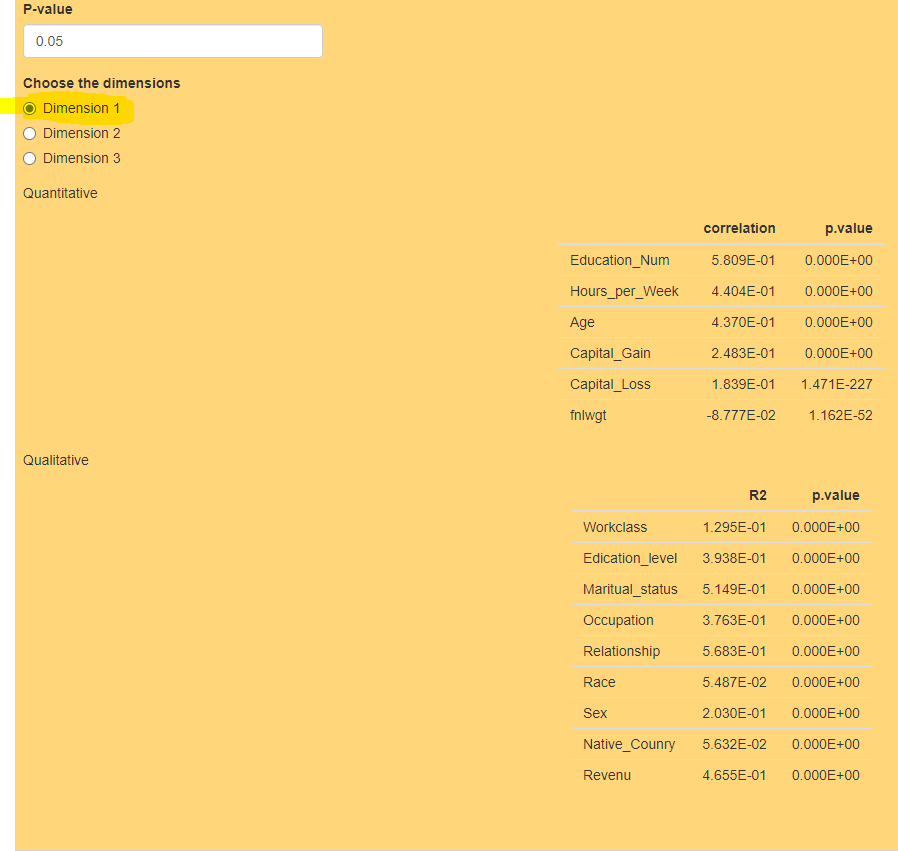 P-value
0.05
Choose the dimensions
Dimension 1
Dimension 2
Dimension 3
Quantitative
correlation p.value
Education_Num 5.809E-01 0.000E+00
Hours_per_Week 4.404E-01 0.000E+00
Age 4.370E-01 0.000E+00
Capital_Gain 2.483E-01 0.000E+00
Capital_Loss 1.839E-01 1.471E-227
fnlwgt -8.777E-02 1.162E-52
Qualitative
R2 p.value
Workclass 1.295E-01 0.000E+00
Edication_level 3.938E-01 0.000E+00
Maritual_status 5.149E-01 0.000E+00
Occupation 3.763E-01 0.000E+00
Relationship 5.683E-01 0.000E+00
Race 5.487E-02 0.000E+00
Sex 2.030E-01 0.000E+00
Native_Counry 5.632E-02 0.000E+00
Revenu 4.655E-01 0.000E+00